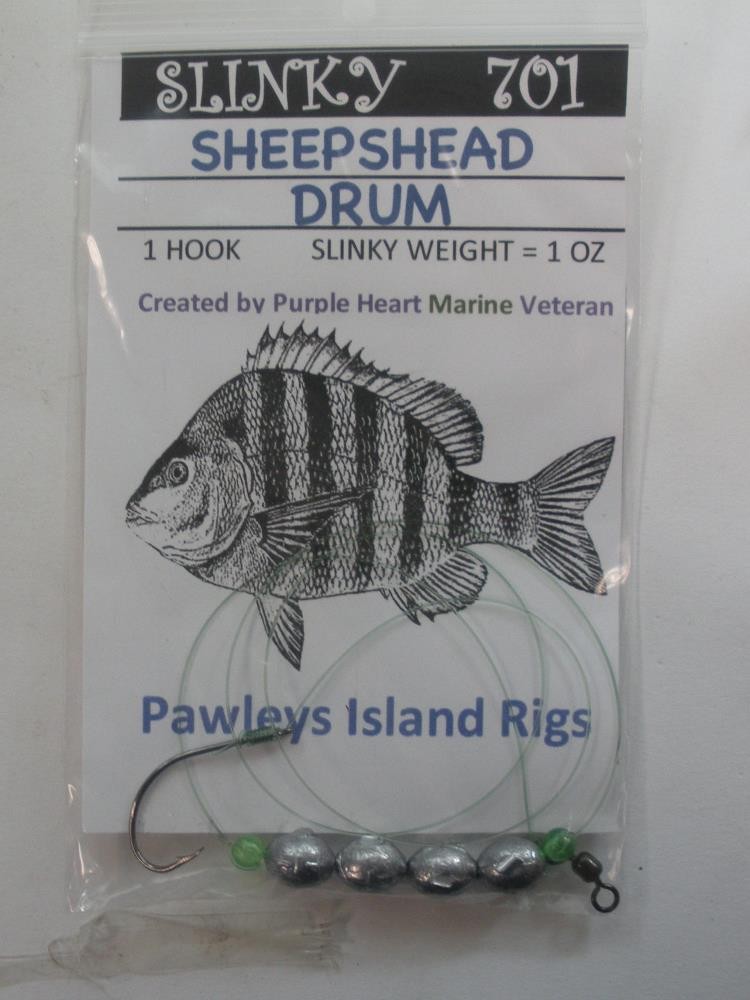 SLINKY 701
SHEEPSHEAD
DRUM
1 HOOK SLINKY WEIGHT = 1 OZ
Created by Purple Heart Marine Veteran
Pawleys Island Rigs